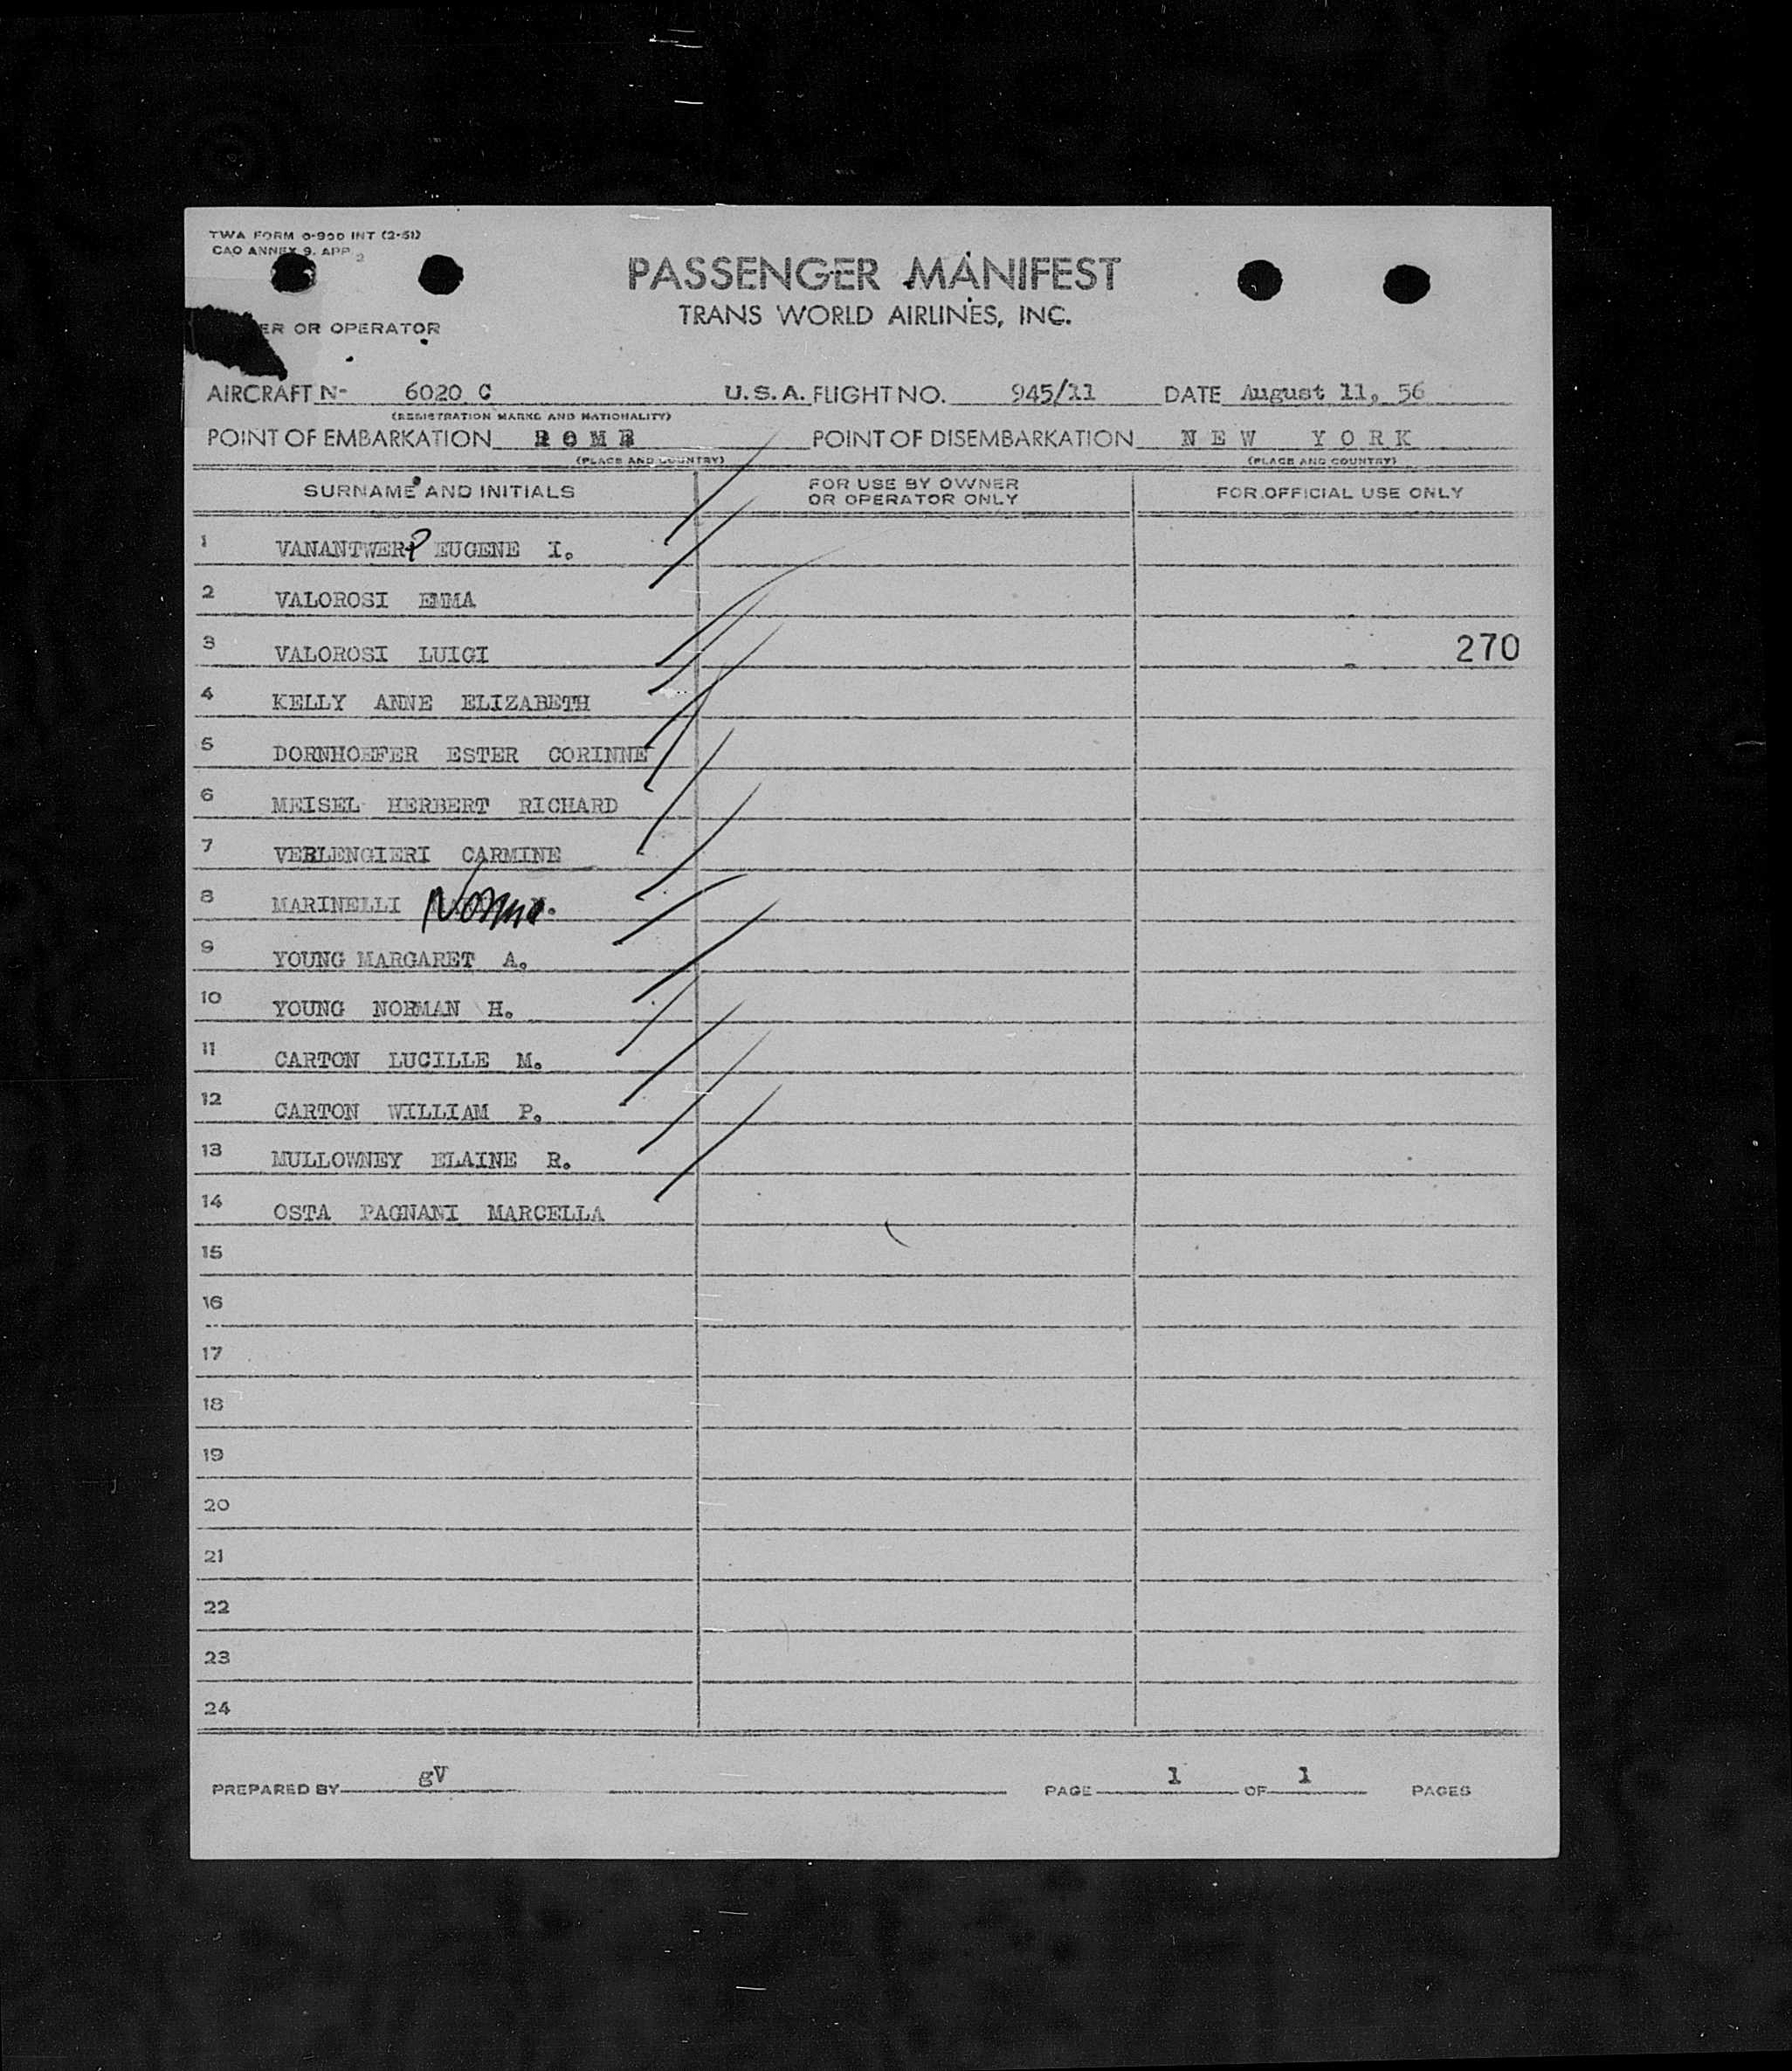 TWA FORM 0-900 INT (2-51)
CAO ANNEX 9. APP 2
PASSENGER MANIFEST
TRANS WORLD AIRLINES, INC.
ER OR OPERATOR
AIRCRAFT N- 6020 C U.S.A. FLIGHT NO. 945/11 DATE August 11, 56
(REGISTRATION MARKS AND NATIONALITY)
POINT OF EMBARKATION ROME POINT OF DISEMBARKATION NEW YORK
(PLACE AND COUNTRY) (PLACE AND COUNTRY)
SURNAME AND INITIALS FOR USE BY OWNER OR OPERATOR ONLY FOR OFFICIAL USE ONLY
1 VANANTWERP EUGENE I.
2 VALOROSI EMMA
3 VALOROSI LUIGI 270
4 KELLY ANNE ELIZABETH
5 DORNHOEFER ESTER CORINNE
6 MEISEL HERBERT RICHARD
7 VERLENGIERI CARMINE
8 MARINELLI Norma
9 YOUNG MARGARET A.
10 YOUNG NORMAN H.
11 CARTON LUCILLE M.
12 CARTON WILLIAM P.
13 MULLOWNEY ELAINE R.
14 OSTA PAGNANI MARCELLA
15
16
17
18
19
20
21
22
23
24
PREPARED BY gV PAGE 1 OF 1 PAGES